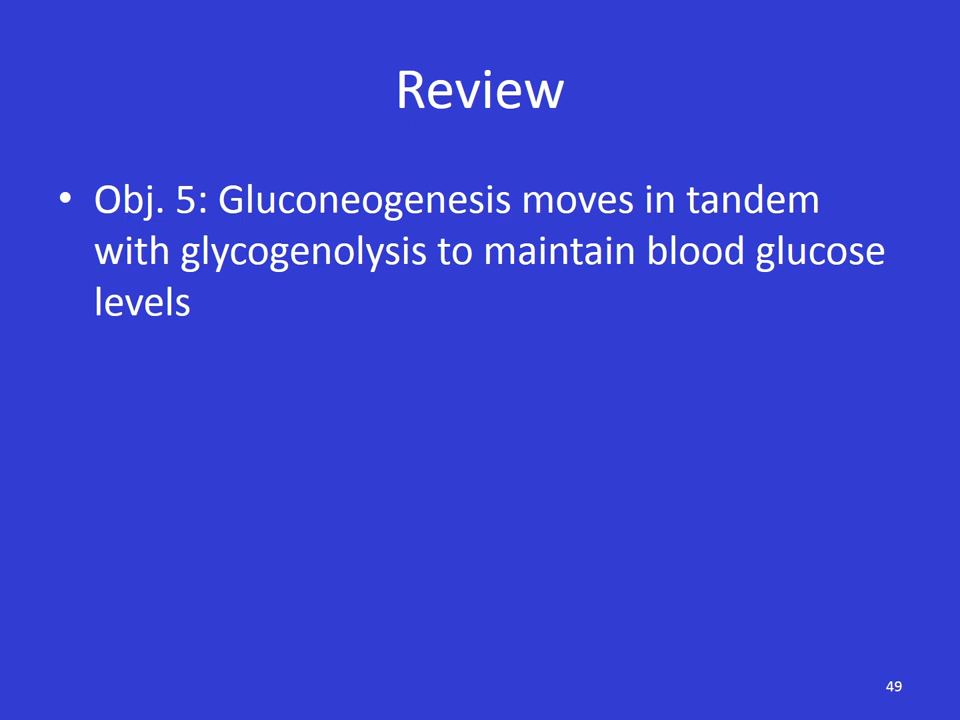 Review
• Obj. 5: Gluconeogenesis moves in tandem
with glycogenolysis to maintain blood glucose
levels
49